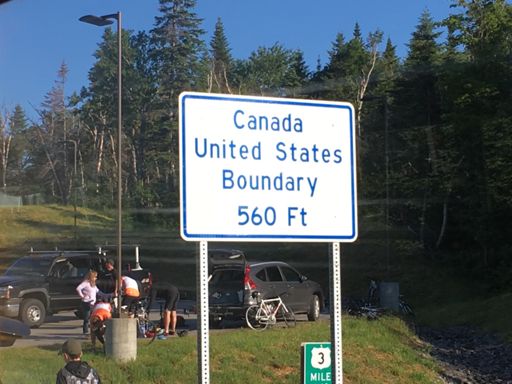 Canada
United States
Boundary
560 Ft
3
MILE